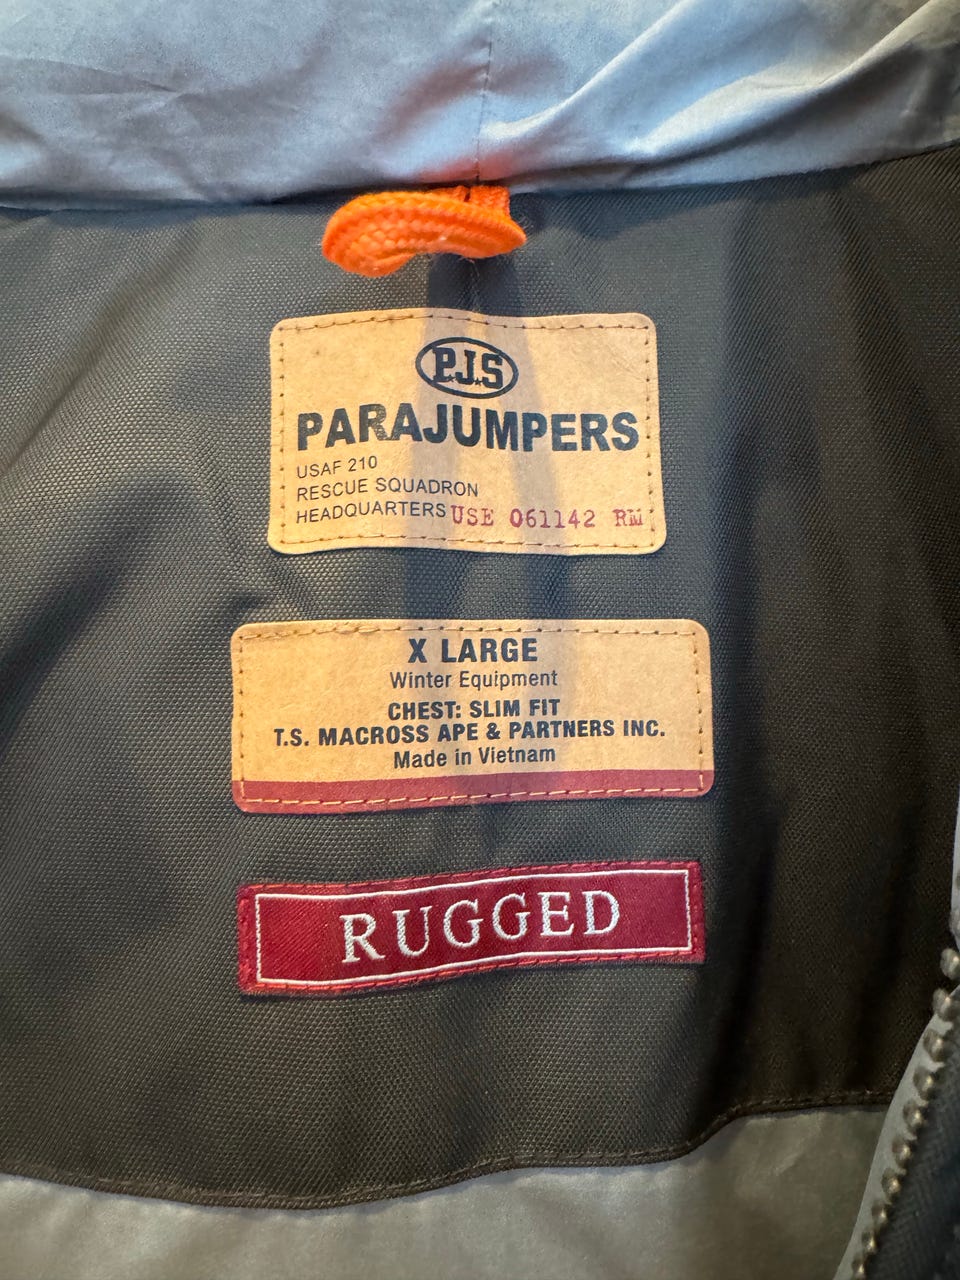 P.J.S
PARAJUMPERS
USAF 210
RESCUE SQUADRON
HEADQUARTERS USE 061142 RM
X LARGE
Winter Equipment
CHEST: SLIM FIT
T.S. MACROSS APE & PARTNERS INC.
Made in Vietnam
RUGGED